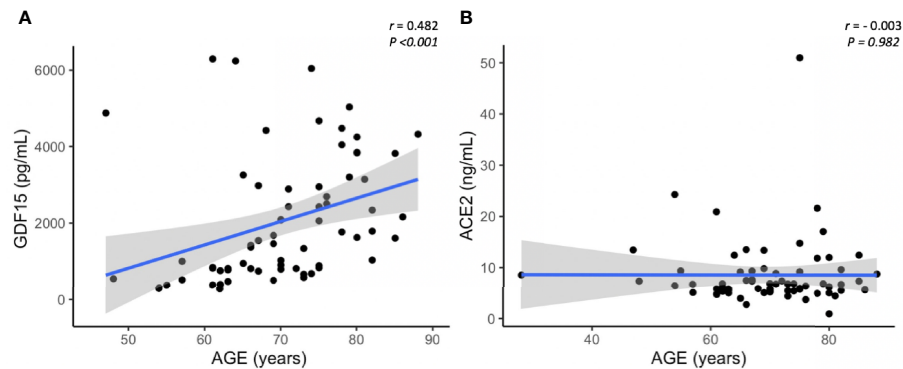 A
r = 0.482
P <0.001
GDF15 (pg/mL)
6000
4000
2000
0
50
60
70
80
90
AGE (years)
B
r = - 0.003
P = 0.982
ACE2 (ng/mL)
50
40
30
20
10
0
40
60
80
AGE (years)